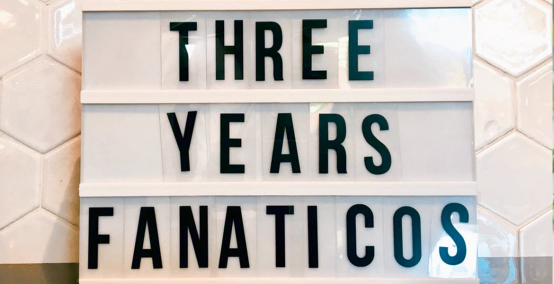 THREE
YEARS
FANATICOS